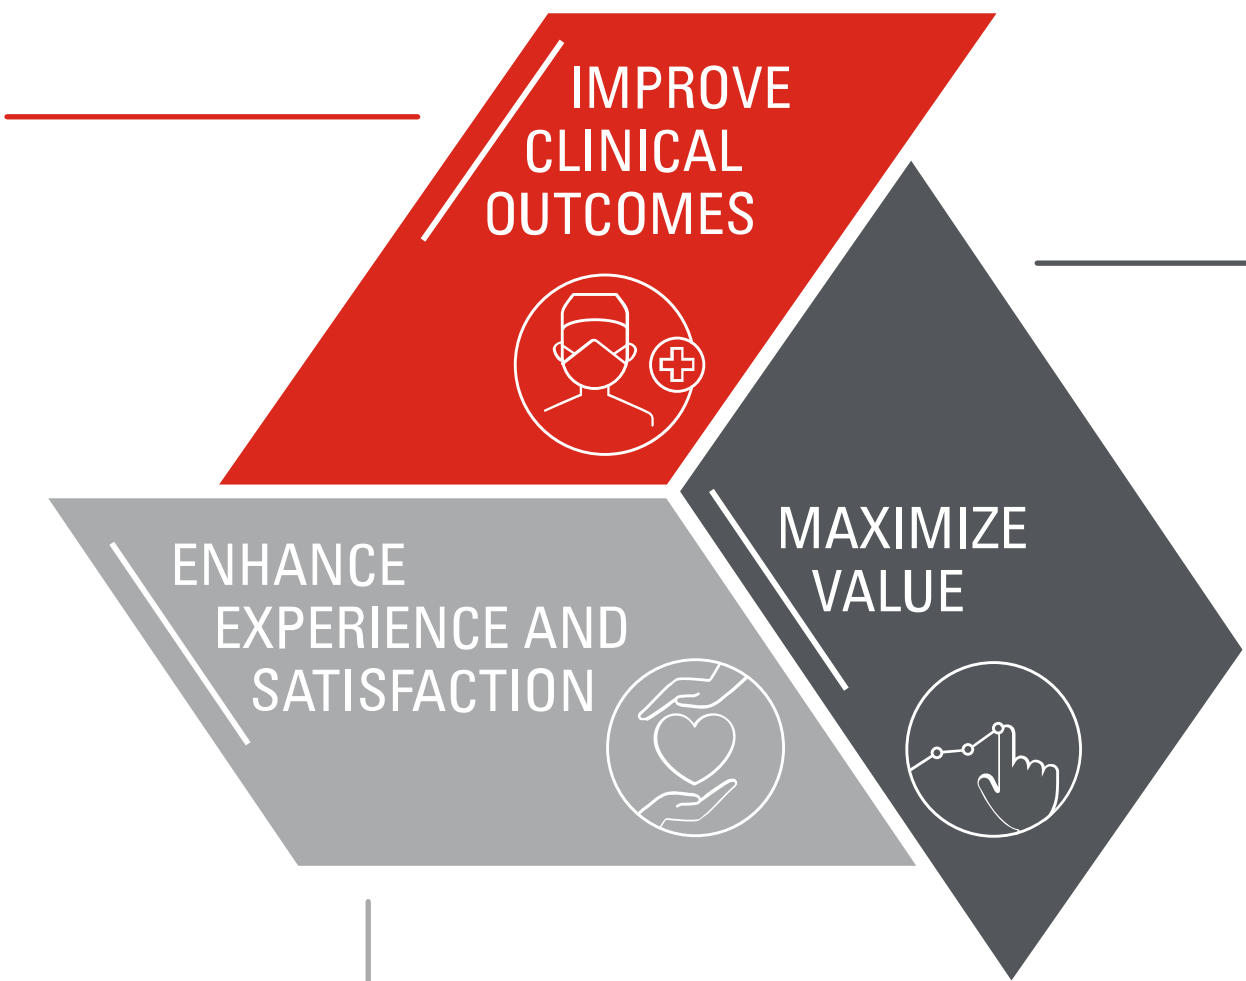 IMPROVE
CLINICAL
OUTCOMES
ENHANCE
EXPERIENCE AND
SATISFACTION
MAXIMIZE
VALUE